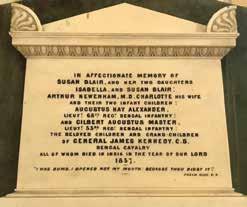 IN AFFECTIONATE MEMORY OF
SUSAN BLAIR, AND HER TWO DAUGHTERS
ISABELLA, AND SUSAN BLAIR:
ARTHUR NEWENHAM, M.D. CHARLOTTE HIS WIFE
AND THEIR TWO INFANT CHILDREN:
AUGUSTUS HAY ALEXANDER,
LIEUT: 68TH REGT BENGAL INFANTRY:
AND GILBERT AUGUSTUS MASTER,
LIEUT: 53RD REGT BENGAL INFANTRY:
THE BELOVED CHILDREN AND GRAND-CHILDREN
OF GENERAL JAMES KENNEDY. C.B.
BENGAL CAVALRY
ALL OF WHOM DIED IN INDIA IN THE YEAR OF OUR LORD
1857.
"I WAS DUMB, I OPENED NOT MY MOUTH BECAUSE THOU DIDST IT."
PSALM XXXIX. V.9.